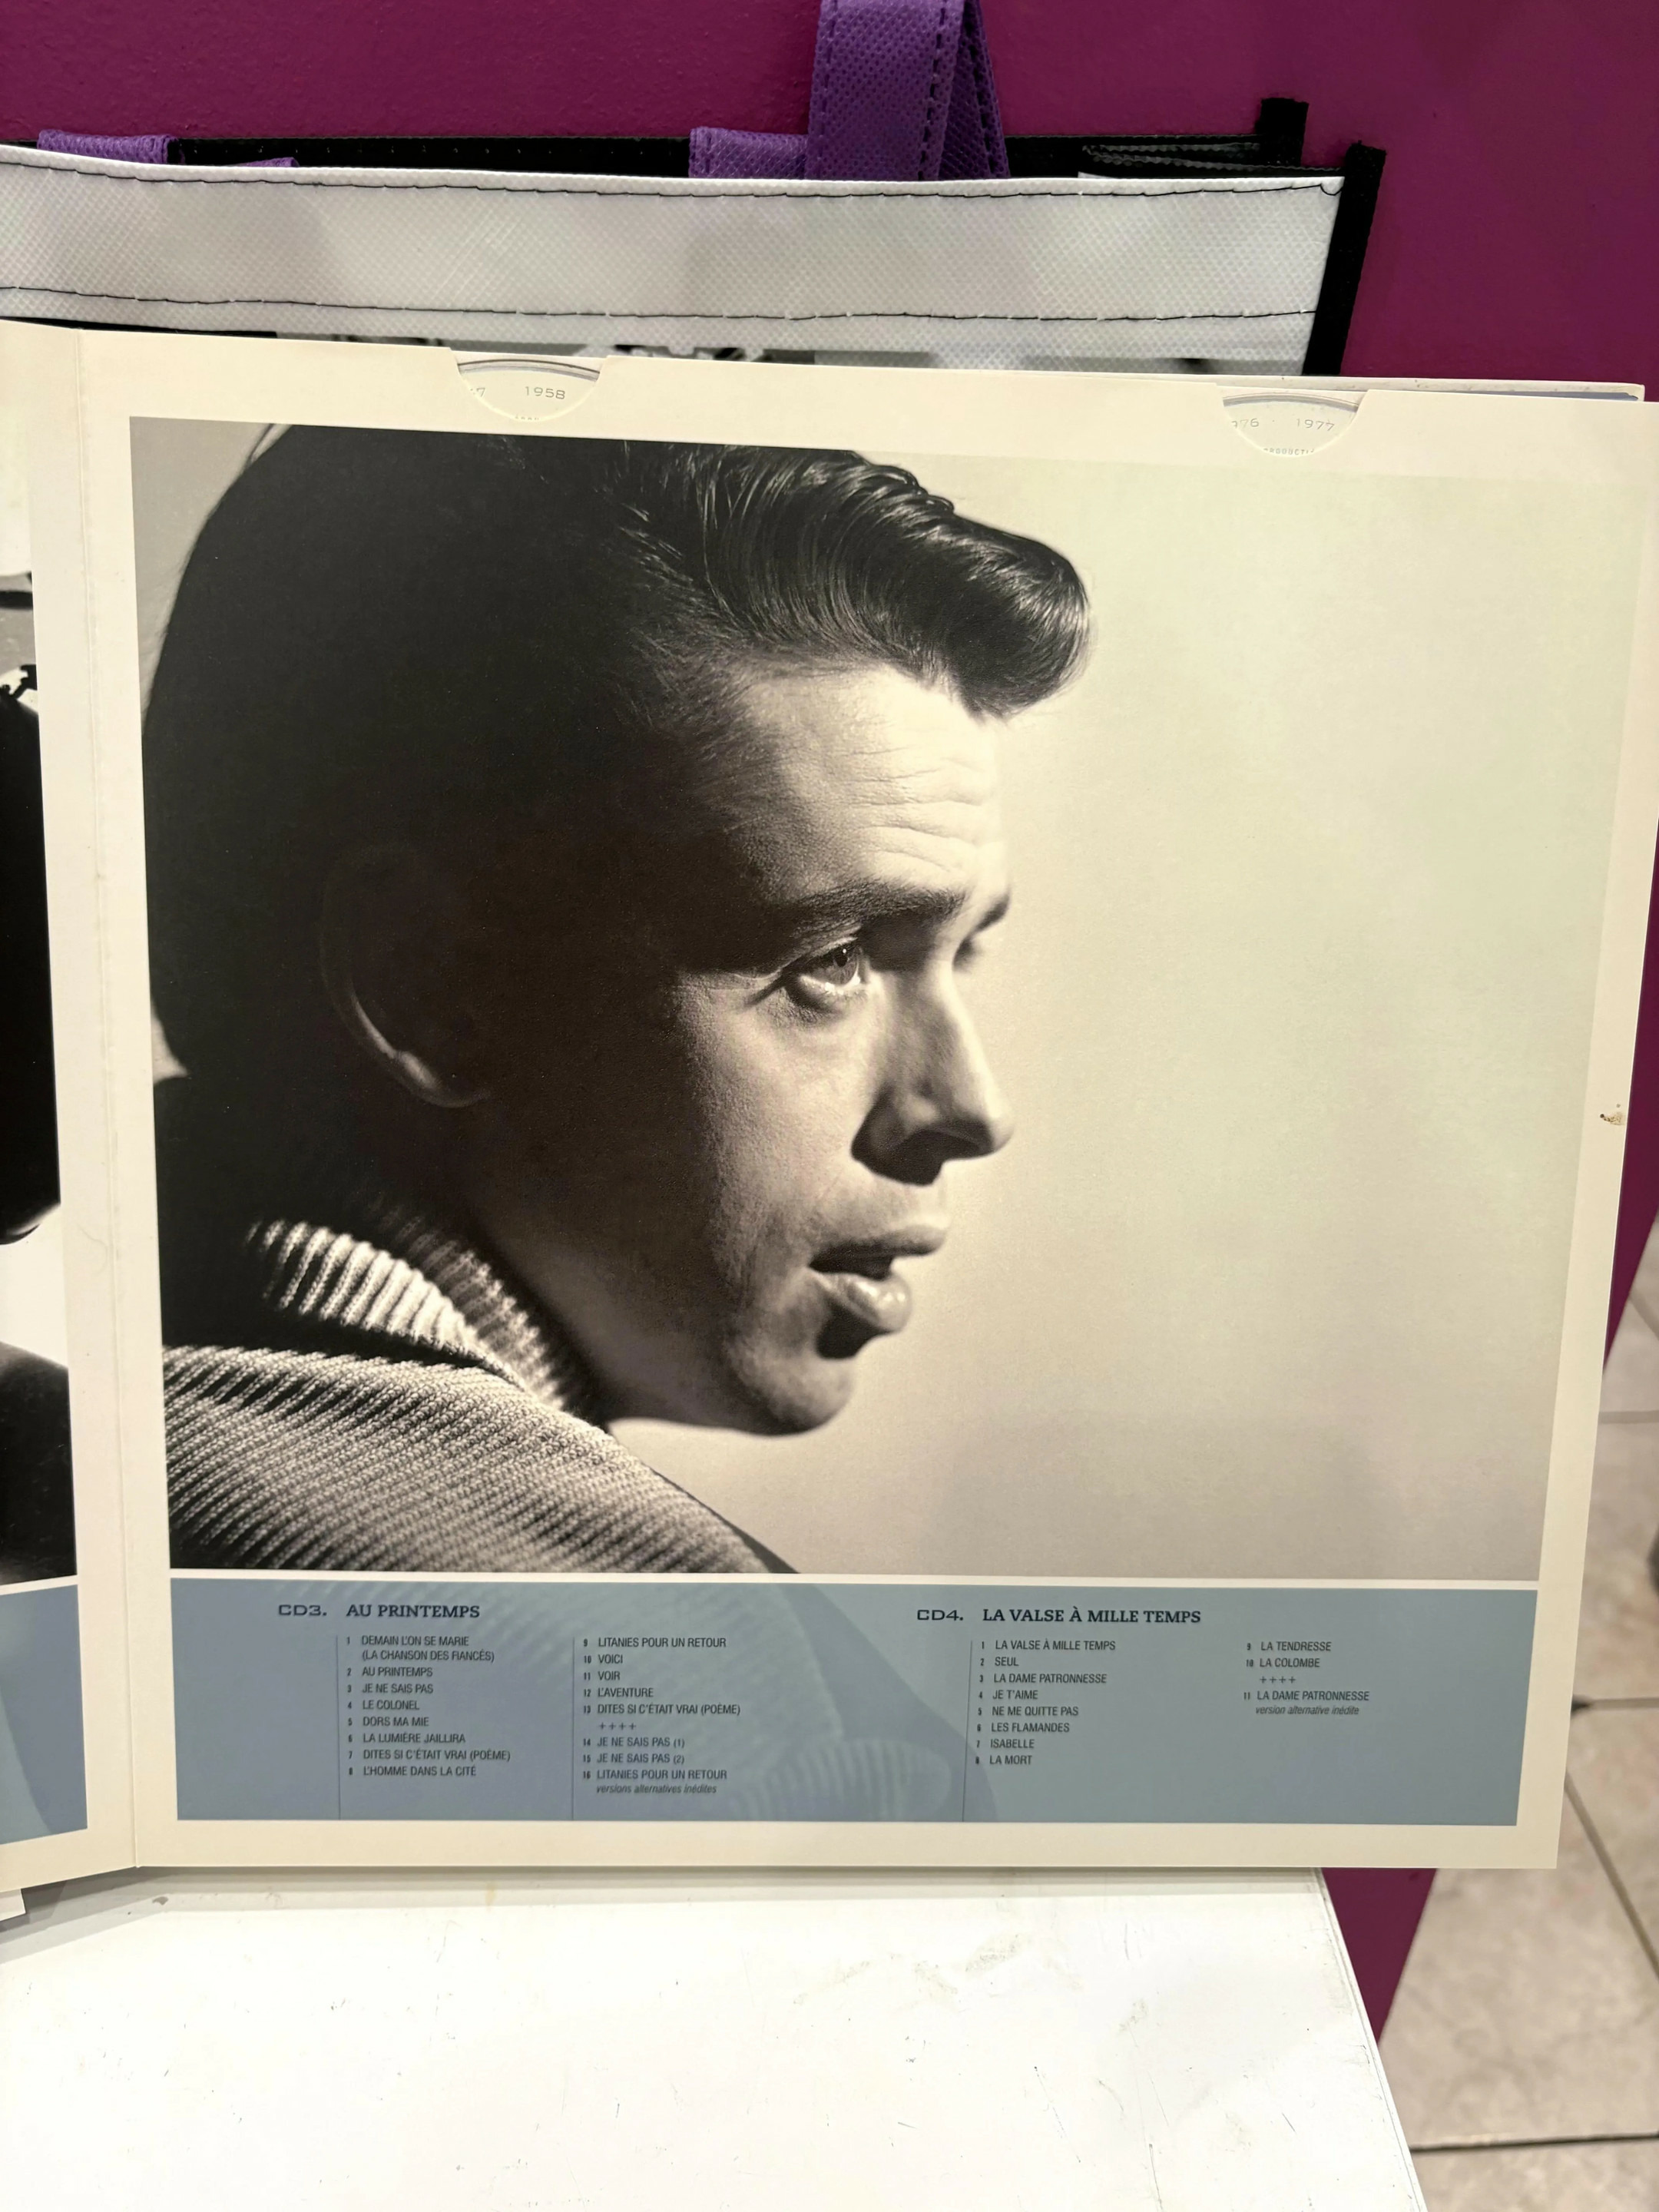 1958
1977
CD3. AU PRINTEMPS
1 DEMAIN L'ON SE MARIE
(LA CHANSON DES FIANCÉS)
2 AU PRINTEMPS
3 JE NE SAIS PAS
4 LE COLONEL
5 DORS MA MIE
6 LA LUMIÈRE JAILLIRA
7 DITES SI C'ÉTAIT VRAI (POÈME)
8 L'HOMME DANS LA CITÉ
9 LITANIES POUR UN RETOUR
10 VOICI
11 VOIR
12 L'AVENTURE
13 DITES SI C'ÉTAIT VRAI (POÈME)
++++
14 JE NE SAIS PAS (1)
15 JE NE SAIS PAS (2)
16 LITANIES POUR UN RETOUR
versions alternatives inédites
CD4. LA VALSE À MILLE TEMPS
1 LA VALSE À MILLE TEMPS
2 SEUL
3 LA DAME PATRONNESSE
4 JE T'AIME
5 NE ME QUITTE PAS
6 LES FLAMANDES
7 ISABELLE
8 LA MORT
9 LA TENDRESSE
10 LA COLOMBE
++++
11 LA DAME PATRONNESSE
version alternative inédite